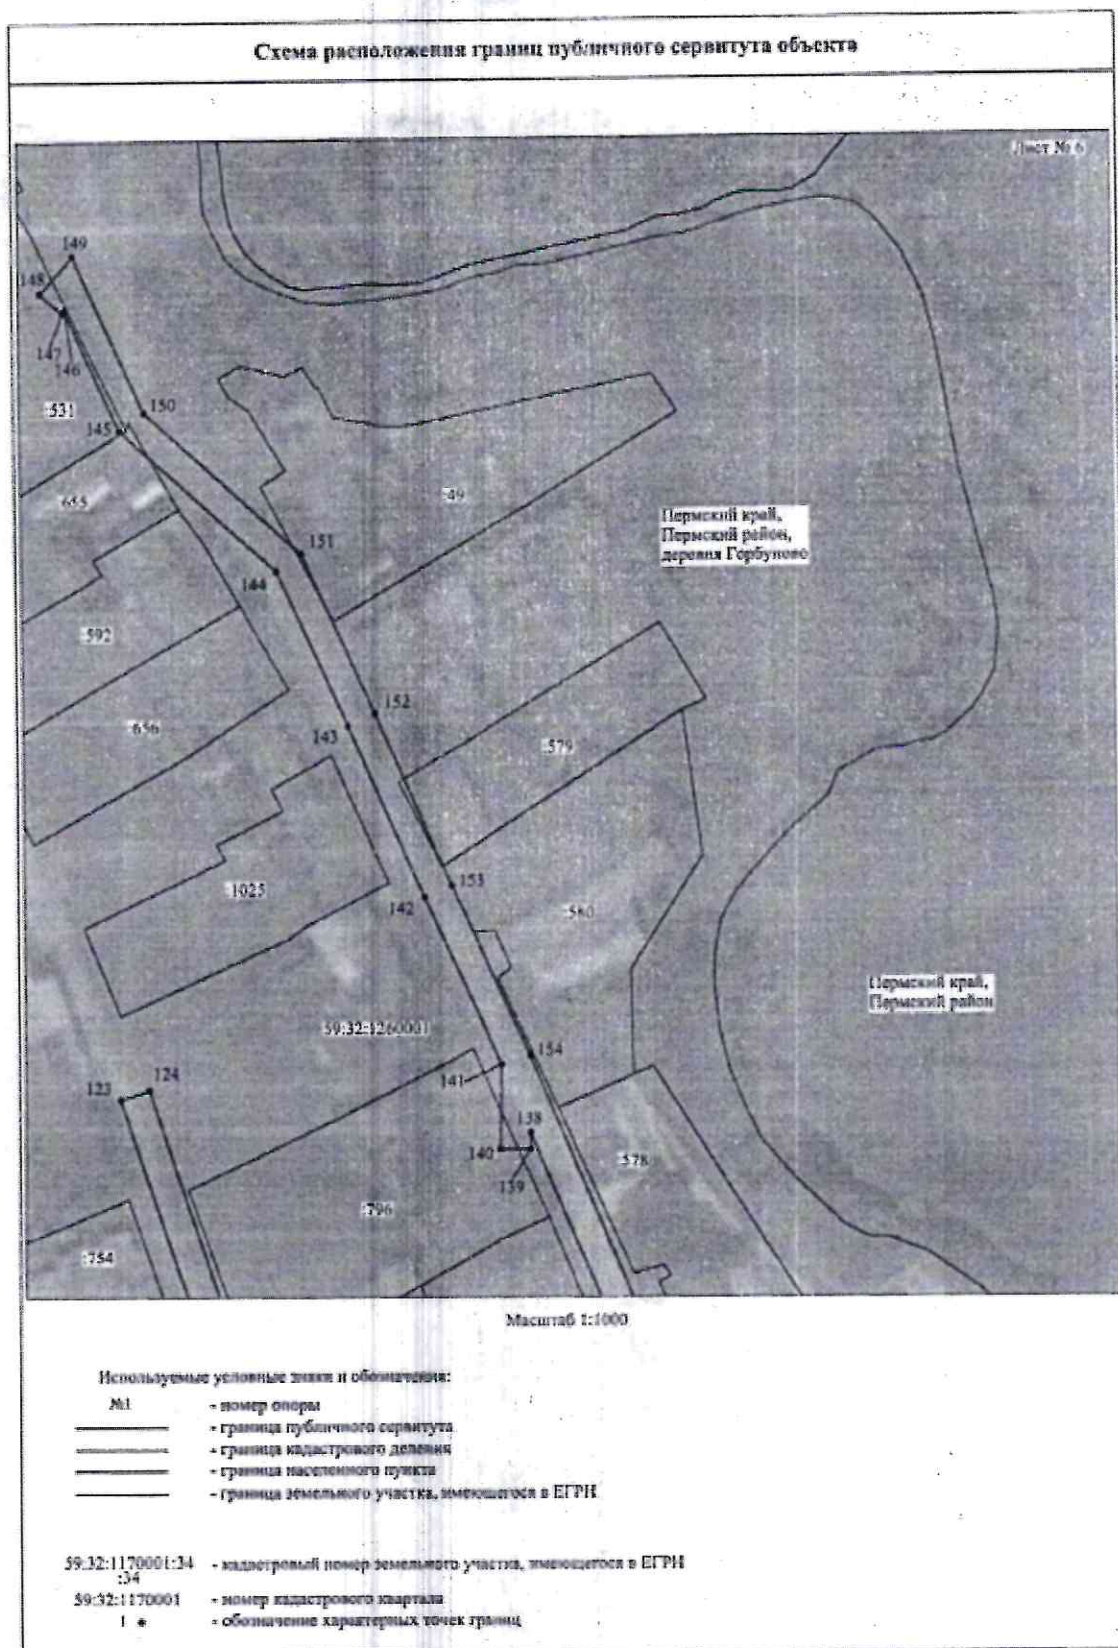 Схема расположения границ публичного сервитута объекта
Лист № 6
149
148
147
146
:531
150
145
:655
:49
Пермский край,
Пермский район,
деревня Горбуново
151
144
:592
152
:656
143
:579
153
:1025
142
:580
Пермский край,
Пермский район
59:32:1260001
154
141
124
123
138
140
139
:578
:796
:754
Масштаб 1:1000
Используемые условные знаки и обозначения:
№1 - номер опоры
- граница публичного сервитута
- граница кадастрового деления
- граница населенного пункта
- граница земельного участка, имеющегося в ЕГРН
59:32:1170001:34 - кадастровый номер земельного участка, имеющегося в ЕГРН
:34
59:32:1170001 - номер кадастрового квартала
1 - обозначение характерных точек границ